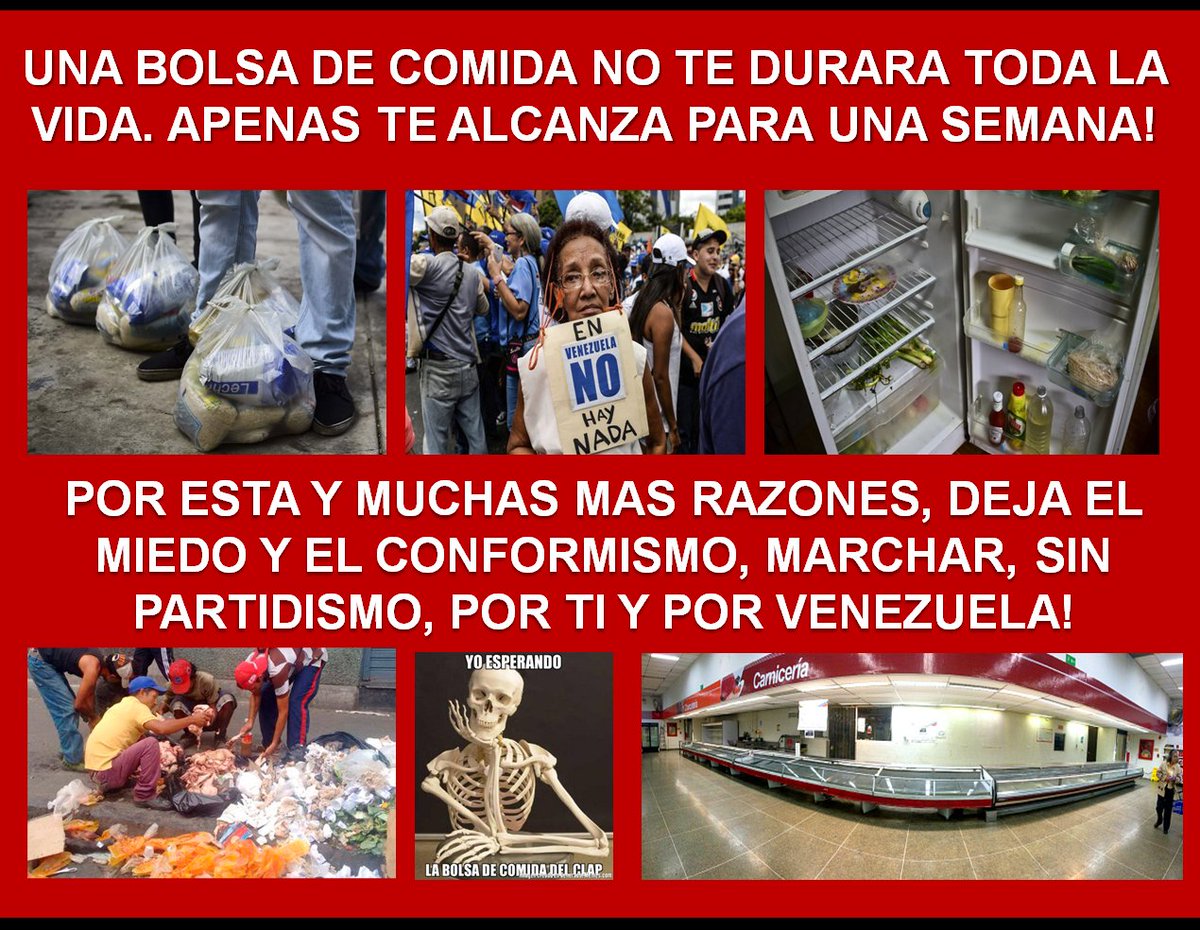 UNA BOLSA DE COMIDA NO TE DURARA TODA LA
VIDA. APENAS TE ALCANZA PARA UNA SEMANA!
Lech
EN
VENEZUELA
NO
HAY
NADA
POR ESTA Y MUCHAS MAS RAZONES, DEJA EL
MIEDO Y EL CONFORMISMO, MARCHAR, SIN
PARTIDISMO, POR TI Y POR VENEZUELA!
YO ESPERANDO
LA BOLSA DE COMIDA DEL CLAP
Carnicería